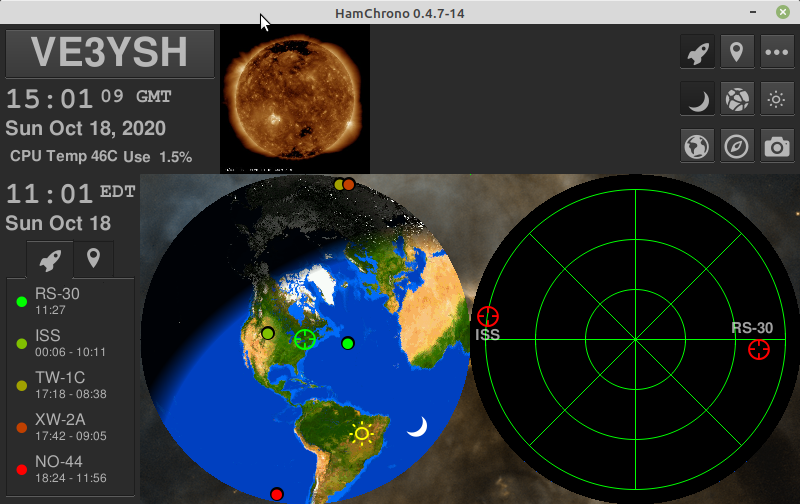 HamChrono 0.4.7-14
VE3YSH
15:01 09 GMT
Sun Oct 18, 2020
CPU Temp 46C Use 1.5%
11:01 EDT
Sun Oct 18
RS-30
11:27
ISS
00:06 - 10:11
TW-1C
17:18 - 08:38
XW-2A
17:42 - 09:05
NO-44
18:24 - 11:56
ISS
RS-30